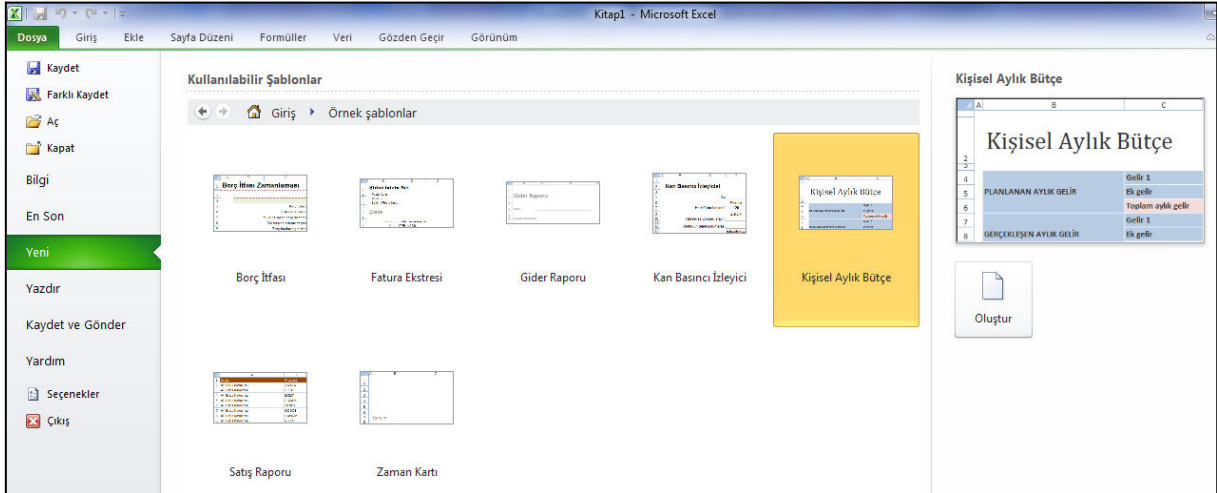 Kitap1 - Microsoft Excel
Dosya Giriş Ekle Sayfa Düzeni Formüller Veri Gözden Geçir Görünüm
Kaydet
Farklı Kaydet
Aç
Kapat
Bilgi
En Son
Yeni
Yazdır
Kaydet ve Gönder
Yardım
Seçenekler
Çıkış
Kullanılabilir Şablonlar
Giriş Örnek şablonlar
Borç İtfası Zamanlaması
Gider Raporu
Kan Basıncı İzleyici
Kişisel Aylık Bütçe
Borç İtfası Fatura Ekstresi Gider Raporu Kan Basıncı İzleyici Kişisel Aylık Bütçe
Satış Raporu Zaman Kartı
Kişisel Aylık Bütçe
A B C
Kişisel Aylık Bütçe
2
3
4 Gelir 1
5 PLANLANAN AYLIK GELİR Ek gelir
6 Toplam aylık gelir
7 Gelir 1
8 GERÇEKLEŞEN AYLIK GELİR Ek gelir
Oluştur